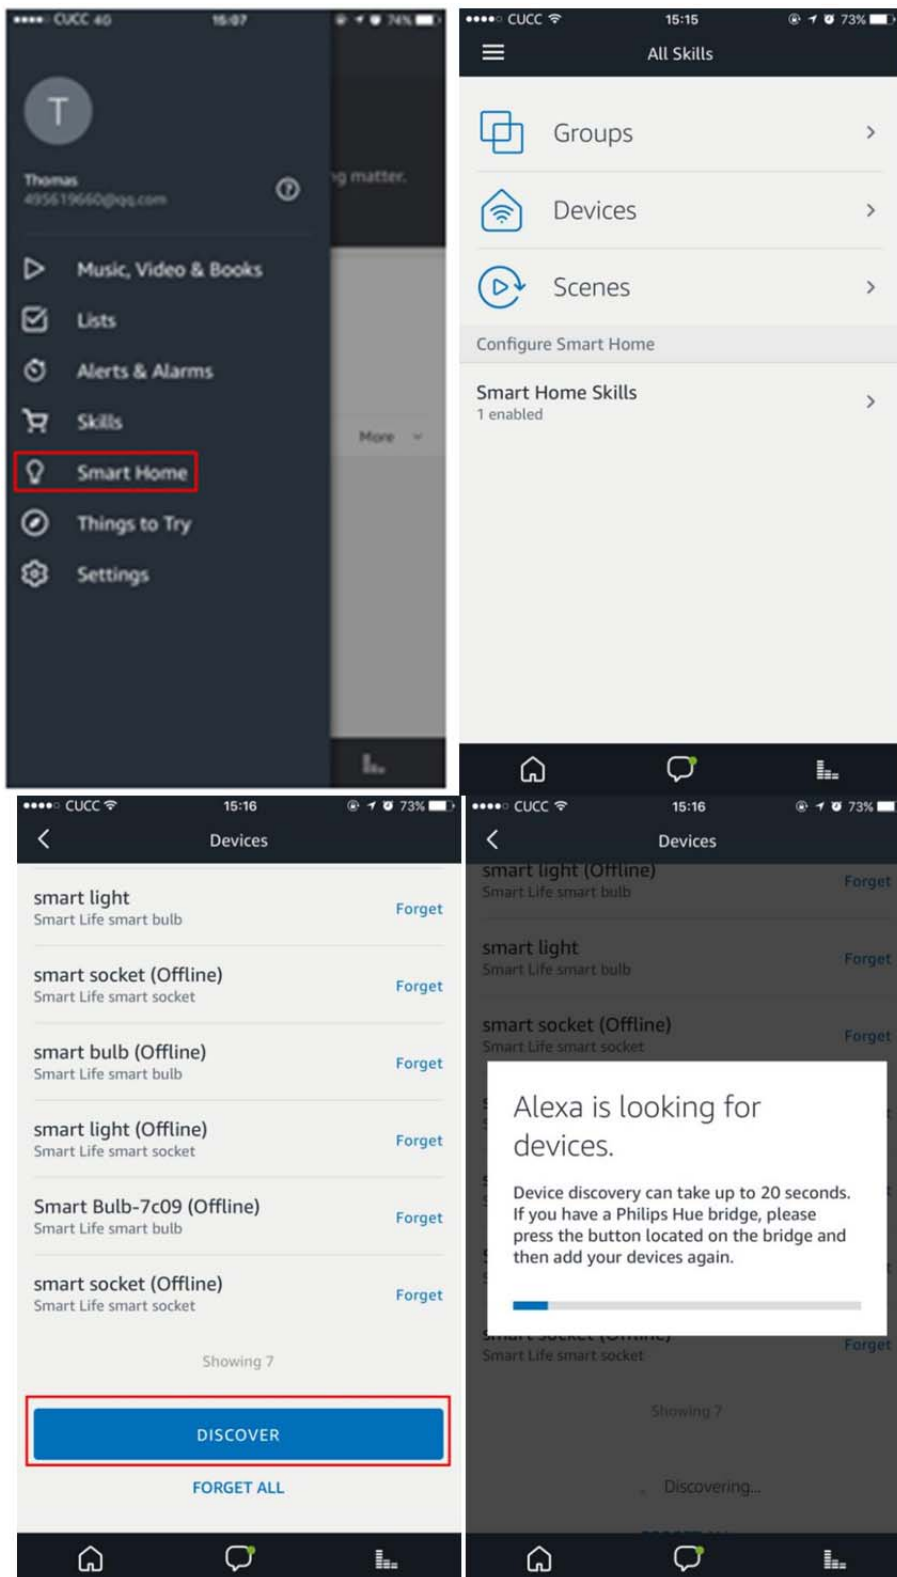 CUCC 4G 15:07 74%
T
Thomas
495619660@qq.com
ng matter.
Music, Video & Books
Lists
Alerts & Alarms
Skills
More
Smart Home
Things to Try
Settings
CUCC 15:15 73%
All Skills
Groups
Devices
Scenes
Configure Smart Home
Smart Home Skills
1 enabled
CUCC 15:16 73%
Devices
smart light
Smart Life smart bulb
Forget
smart socket (Offline)
Smart Life smart socket
Forget
smart bulb (Offline)
Smart Life smart bulb
Forget
smart light (Offline)
Smart Life smart socket
Forget
Smart Bulb-7c09 (Offline)
Smart Life smart bulb
Forget
smart socket (Offline)
Smart Life smart socket
Forget
Showing 7
DISCOVER
FORGET ALL
CUCC 15:16 73%
Devices
smart light (Offline)
Smart Life smart bulb
Forget
smart light
Smart Life smart bulb
Forget
smart socket (Offline)
Smart Life smart socket
Forget
Alexa is looking for
devices.
Device discovery can take up to 20 seconds.
If you have a Philips Hue bridge, please
press the button located on the bridge and
then add your devices again.
smart socket (Offline)
Smart Life smart socket
Forget
Showing 7
Discovering...